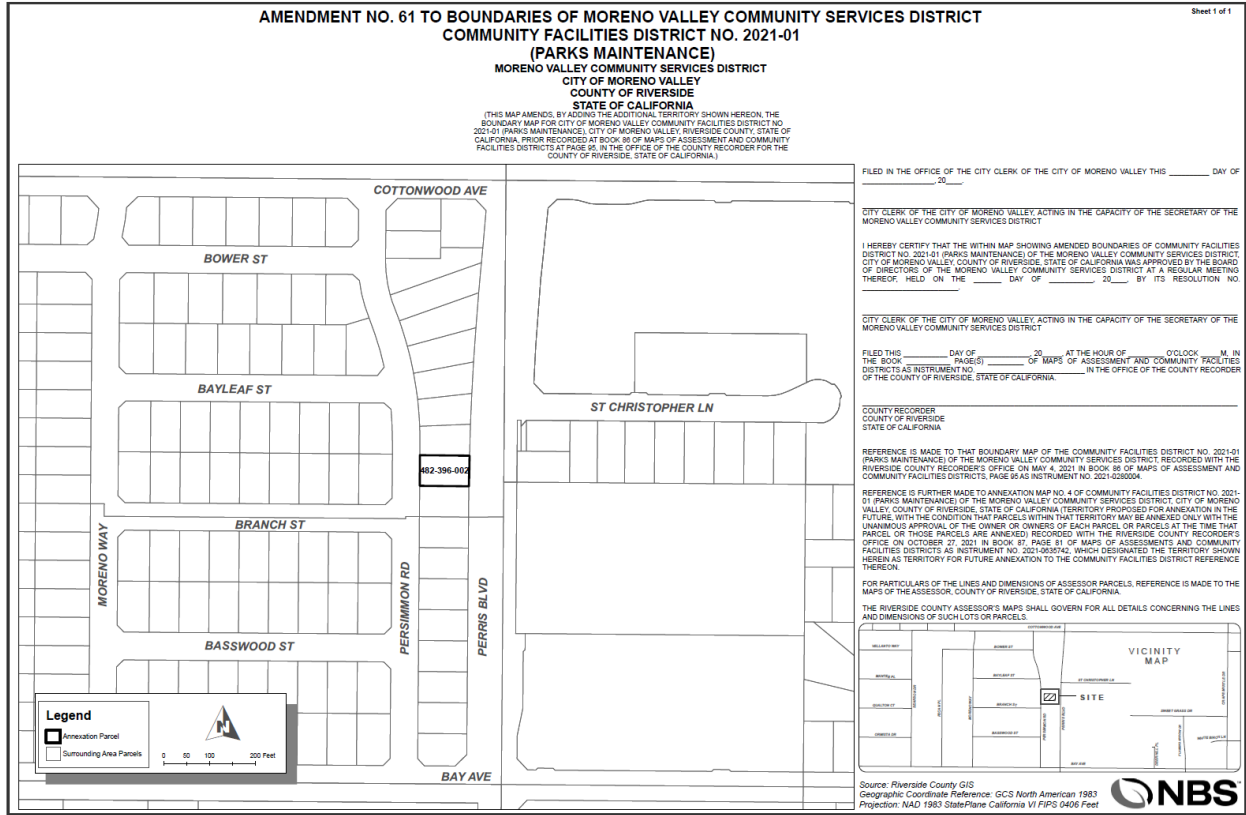 Sheet 1 of 1
AMENDMENT NO. 61 TO BOUNDARIES OF MORENO VALLEY COMMUNITY SERVICES DISTRICT
COMMUNITY FACILITIES DISTRICT NO. 2021-01
(PARKS MAINTENANCE)
MORENO VALLEY COMMUNITY SERVICES DISTRICT
CITY OF MORENO VALLEY
COUNTY OF RIVERSIDE
STATE OF CALIFORNIA
(THIS MAP AMENDS, BY ADDING THE ADDITIONAL TERRITORY SHOWN HEREON, THE
BOUNDARY MAP FOR CITY OF MORENO VALLEY COMMUNITY FACILITIES DISTRICT NO
2021-01 (PARKS MAINTENANCE), CITY OF MORENO VALLEY, RIVERSIDE COUNTY, STATE OF
CALIFORNIA, PRIOR RECORDED AT BOOK 86 OF MAPS OF ASSESSMENT AND COMMUNITY
FACILITIES DISTRICTS AT PAGE 95, IN THE OFFICE OF THE COUNTY RECORDER FOR THE
COUNTY OF RIVERSIDE, STATE OF CALIFORNIA.)
COTTONWOOD AVE
BOWER ST
BAYLEAF ST
ST CHRISTOPHER LN
482-396-002
BRANCH ST
MORENO WAY
PERSIMMON RD
PERRIS BLVD
BASSWOOD ST
BAY AVE
Legend
Annexation Parcel
Surrounding Area Parcels
N
0 50 100 200 Feet
FILED IN THE OFFICE OF THE CITY CLERK OF THE CITY OF MORENO VALLEY THIS ________ DAY OF
______________, 20____.
CITY CLERK OF THE CITY OF MORENO VALLEY, ACTING IN THE CAPACITY OF THE SECRETARY OF THE
MORENO VALLEY COMMUNITY SERVICES DISTRICT
I HEREBY CERTIFY THAT THE WITHIN MAP SHOWING AMENDED BOUNDARIES OF COMMUNITY FACILITIES
DISTRICT NO. 2021-01 (PARKS MAINTENANCE) OF THE MORENO VALLEY COMMUNITY SERVICES DISTRICT,
CITY OF MORENO VALLEY, COUNTY OF RIVERSIDE, STATE OF CALIFORNIA WAS APPROVED BY THE BOARD
OF DIRECTORS OF THE MORENO VALLEY COMMUNITY SERVICES DISTRICT AT A REGULAR MEETING
THEREOF, HELD ON THE ______ DAY OF __________, 20____, BY ITS RESOLUTION NO.
____________________.
CITY CLERK OF THE CITY OF MORENO VALLEY, ACTING IN THE CAPACITY OF THE SECRETARY OF THE
MORENO VALLEY COMMUNITY SERVICES DISTRICT
FILED THIS __________ DAY OF ____________, 20____ AT THE HOUR OF ________ O'CLOCK ____M, IN
THE BOOK ________ PAGE(S) ________ OF MAPS OF ASSESSMENT AND COMMUNITY FACILITIES
DISTRICTS AS INSTRUMENT NO. ______________________ IN THE OFFICE OF THE COUNTY RECORDER
OF THE COUNTY OF RIVERSIDE, STATE OF CALIFORNIA.
COUNTY RECORDER
COUNTY OF RIVERSIDE
STATE OF CALIFORNIA
REFERENCE IS MADE TO THAT BOUNDARY MAP OF THE COMMUNITY FACILITIES DISTRICT NO. 2021-01
(PARKS MAINTENANCE) OF THE MORENO VALLEY COMMUNITY SERVICES DISTRICT, RECORDED WITH THE
RIVERSIDE COUNTY RECORDER'S OFFICE ON MAY 4, 2021 IN BOOK 86 OF MAPS OF ASSESSMENT AND
COMMUNITY FACILITIES DISTRICTS, PAGE 95 AS INSTRUMENT NO. 2021-0280004.
REFERENCE IS FURTHER MADE TO ANNEXATION MAP NO. 4 OF COMMUNITY FACILITIES DISTRICT NO. 2021-
01 (PARKS MAINTENANCE) OF THE MORENO VALLEY COMMUNITY SERVICES DISTRICT, CITY OF MORENO
VALLEY, COUNTY OF RIVERSIDE, STATE OF CALIFORNIA (TERRITORY PROPOSED FOR ANNEXATION IN THE
FUTURE, WITH THE CONDITION THAT PARCELS WITHIN THAT TERRITORY MAY BE ANNEXED ONLY WITH THE
UNANIMOUS APPROVAL OF THE OWNER OR OWNERS OF EACH PARCEL OR PARCELS AT THE TIME THAT
PARCEL OR THOSE PARCELS ARE ANNEXED) RECORDED WITH THE RIVERSIDE COUNTY RECORDER'S
OFFICE ON OCTOBER 27, 2021 IN BOOK 87, PAGE 81 OF MAPS OF ASSESSMENTS AND COMMUNITY
FACILITIES DISTRICTS AS INSTRUMENT NO. 2021-0635742, WHICH DESIGNATED THE TERRITORY SHOWN
HEREIN AS TERRITORY FOR FUTURE ANNEXATION TO THE COMMUNITY FACILITIES DISTRICT REFERENCE
THEREON.
FOR PARTICULARS OF THE LINES AND DIMENSIONS OF ASSESSOR PARCELS, REFERENCE IS MADE TO THE
MAPS OF THE ASSESSOR, COUNTY OF RIVERSIDE, STATE OF CALIFORNIA.
THE RIVERSIDE COUNTY ASSESSOR'S MAPS SHALL GOVERN FOR ALL DETAILS CONCERNING THE LINES
AND DIMENSIONS OF SUCH LOTS OR PARCELS.
COTTONWOOD AVE
BOWER ST
VICINITY
MAP
BAYLEAF ST
ST CHRISTOPHER LN
SITE
BRANCH St
MORENO WAY
PERSIMMON RD
PERRIS BLVD
BASSWOOD ST
BAY AVE
Source: Riverside County GIS
Geographic Coordinate Reference: GCS North American 1983
Projection: NAD 1983 StatePlane California VI FIPS 0406 Feet
NBS